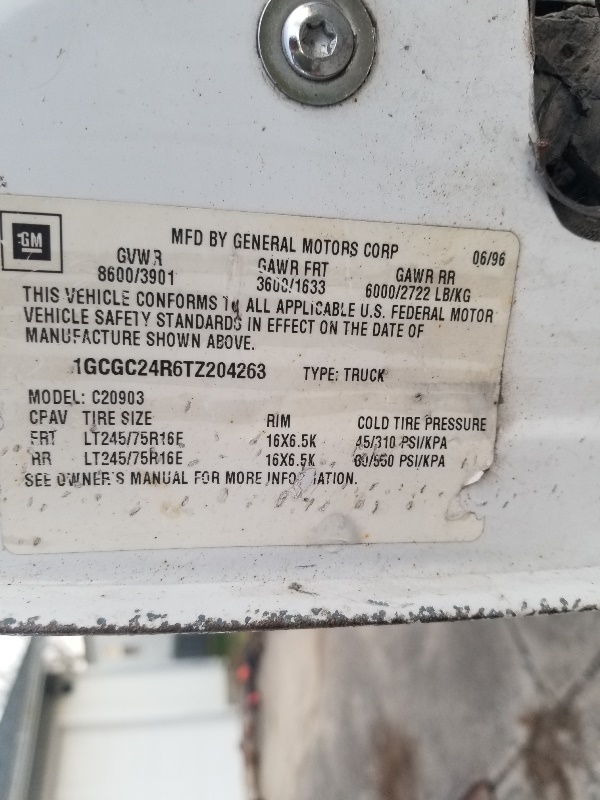 GM
MFD BY GENERAL MOTORS CORP 06/96
GVWR GAWR FRT GAWR RR
8600/3901 3600/1633 6000/2722 LB/KG
THIS VEHICLE CONFORMS TO ALL APPLICABLE U.S. FEDERAL MOTOR
VEHICLE SAFETY STANDARDS IN EFFECT ON THE DATE OF
MANUFACTURE SHOWN ABOVE.
1GCGC24R6TZ204263 TYPE: TRUCK
MODEL: C20903
TIRE SIZE RIM COLD TIRE PRESSURE
FRT LT245/75R16E 16X6.5K 45/310 PSI/KPA
RR LT245/75R16E 16X6.5K PSI/KPA
SEE OWNER'S MANUAL FOR MORE INFORMATION.